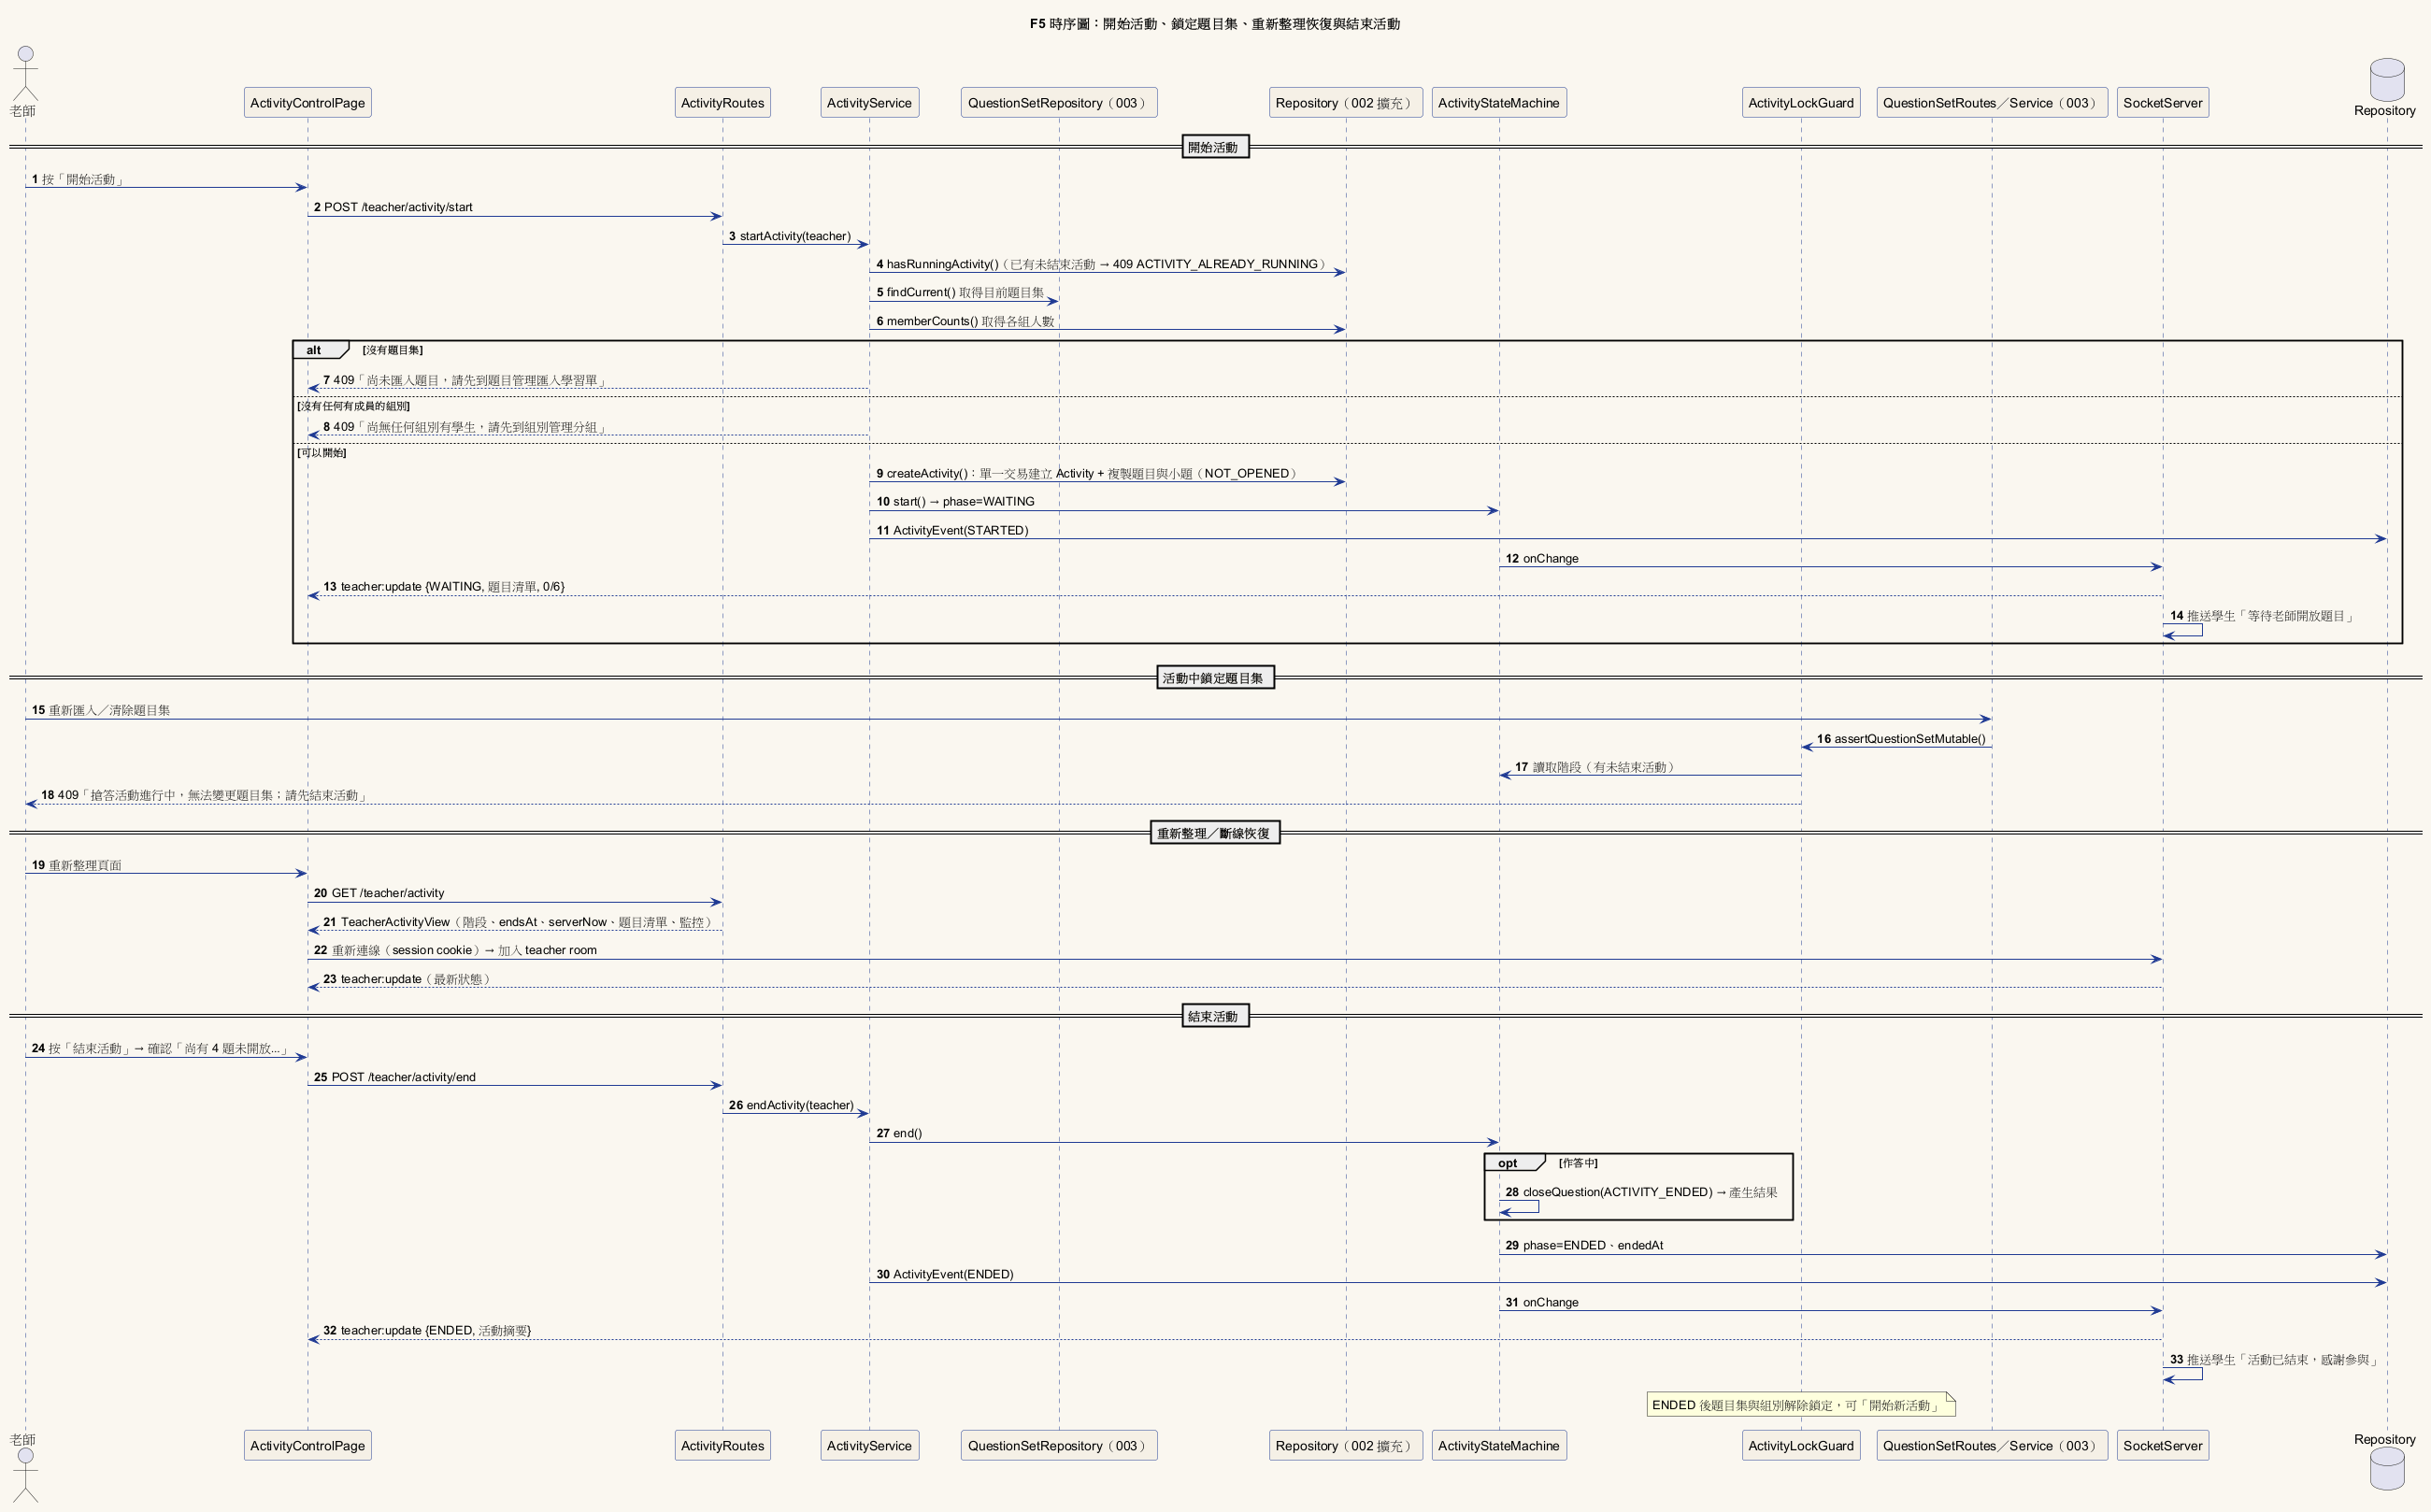 F5 時序圖：開始活動、鎖定題目集、重新整理恢復與結束活動
老師
ActivityControlPage
ActivityRoutes
ActivityService
QuestionSetRepository（003）
Repository（002 擴充）
ActivityStateMachine
ActivityLockGuard
QuestionSetRoutes／Service（003）
SocketServer
Repository
開始活動
1 按「開始活動」
2 POST /teacher/activity/start
3 startActivity(teacher)
4 hasRunningActivity()（已有未結束活動 → 409 ACTIVITY_ALREADY_RUNNING）
5 findCurrent() 取得目前題目集
6 memberCounts() 取得各組人數
alt [沒有題目集]
7 409「尚未匯入題目，請先到題目管理匯入學習單」
[沒有任何有成員的組別]
8 409「尚無任何組別有學生，請先到組別管理分組」
[可以開始]
9 createActivity()：單一交易建立 Activity + 複製題目與小題（NOT_OPENED）
10 start() → phase=WAITING
11 ActivityEvent(STARTED)
12 onChange
13 teacher:update {WAITING, 題目清單, 0/6}
14 推送學生「等待老師開放題目」
活動中鎖定題目集
15 重新匯入／清除題目集
16 assertQuestionSetMutable()
17 讀取階段（有未結束活動）
18 409「搶答活動進行中，無法變更題目集；請先結束活動」
重新整理／斷線恢復
19 重新整理頁面
20 GET /teacher/activity
21 TeacherActivityView（階段、endsAt、serverNow、題目清單、監控）
22 重新連線（session cookie）→ 加入 teacher room
23 teacher:update（最新狀態）
結束活動
24 按「結束活動」→ 確認「尚有 4 題未開放...」
25 POST /teacher/activity/end
26 endActivity(teacher)
27 end()
opt [作答中]
28 closeQuestion(ACTIVITY_ENDED) → 產生結果
29 phase=ENDED、endedAt
30 ActivityEvent(ENDED)
31 onChange
32 teacher:update {ENDED, 活動摘要}
33 推送學生「活動已結束，感謝參與」
ENDED 後題目集與組別解除鎖定，可「開始新活動」
老師
ActivityControlPage
ActivityRoutes
ActivityService
QuestionSetRepository（003）
Repository（002 擴充）
ActivityStateMachine
ActivityLockGuard
QuestionSetRoutes／Service（003）
SocketServer
Repository